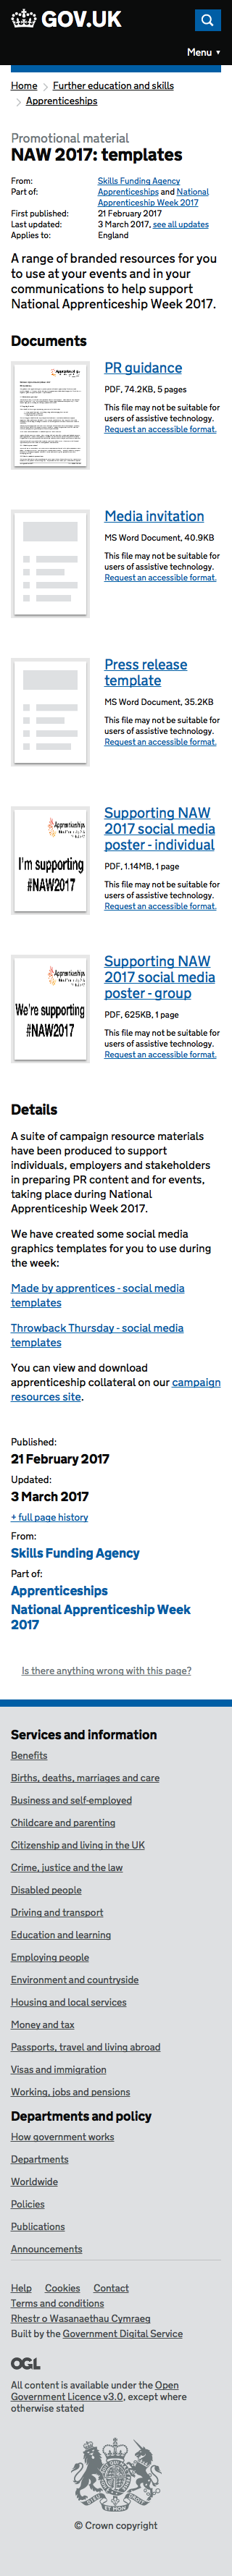 GOV.UK
Menu ▼
Home > Further education and skills
> Apprenticeships
Promotional material
NAW 2017: templates
From: Skills Funding Agency
Part of: Apprenticeships and National
Apprenticeship Week 2017
First published: 21 February 2017
Last updated: 3 March 2017, see all updates
Applies to: England
A range of branded resources for you
to use at your events and in your
communications to help support
National Apprenticeship Week 2017.
Documents
PR guidance
PDF, 74.2KB, 5 pages
This file may not be suitable for
users of assistive technology.
Request an accessible format.
Media invitation
MS Word Document, 40.9KB
This file may not be suitable for
users of assistive technology.
Request an accessible format.
Press release
template
MS Word Document, 35.2KB
This file may not be suitable for
users of assistive technology.
Request an accessible format.
Apprenticeships
I'm supporting
#NAW2017
Supporting NAW
2017 social media
poster - individual
PDF, 1.14MB, 1 page
This file may not be suitable for
users of assistive technology.
Request an accessible format.
Apprenticeships
We're supporting
#NAW2017
Supporting NAW
2017 social media
poster - group
PDF, 625KB, 1 page
This file may not be suitable for
users of assistive technology.
Request an accessible format.
Details
A suite of campaign resource materials
have been produced to support
individuals, employers and stakeholders
in preparing PR content and for events,
taking place during National
Apprenticeship Week 2017.
We have created some social media
graphics templates for you to use during
the week:
Made by apprentices - social media
templates
Throwback Thursday - social media
templates
You can view and download
apprenticeship collateral on our campaign
resources site.
Published:
21 February 2017
Updated:
3 March 2017
+ full page history
From:
Skills Funding Agency
Part of:
Apprenticeships
National Apprenticeship Week
2017
Is there anything wrong with this page?
Services and information
Benefits
Births, deaths, marriages and care
Business and self-employed
Childcare and parenting
Citizenship and living in the UK
Crime, justice and the law
Disabled people
Driving and transport
Education and learning
Employing people
Environment and countryside
Housing and local services
Money and tax
Passports, travel and living abroad
Visas and immigration
Working, jobs and pensions
Departments and policy
How government works
Departments
Worldwide
Policies
Publications
Announcements
Help Cookies Contact
Terms and conditions
Rhestr o Wasanaethau Cymraeg
Built by the Government Digital Service
OGL
All content is available under the Open
Government Licence v3.0, except where
otherwise stated
© Crown copyright